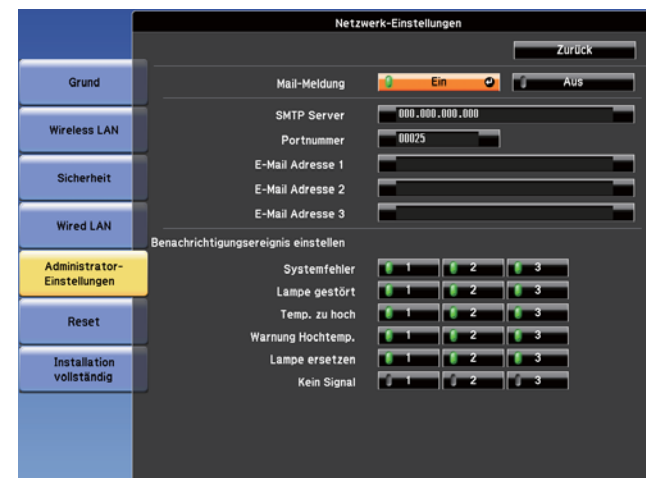 Netzwerk-Einstellungen
Zurück
Grund
Wireless LAN
Sicherheit
Wired LAN
Administrator-
Einstellungen
Reset
Installation
vollständig
Mail-Meldung Ein Aus
SMTP Server 000.000.000.000
Portnummer 00025
E-Mail Adresse 1
E-Mail Adresse 2
E-Mail Adresse 3
Benachrichtigungsereignis einstellen
Systemfehler 1 2 3
Lampe gestört 1 2 3
Temp. zu hoch 1 2 3
Warnung Hochtemp. 1 2 3
Lampe ersetzen 1 2 3
Kein Signal 1 2 3